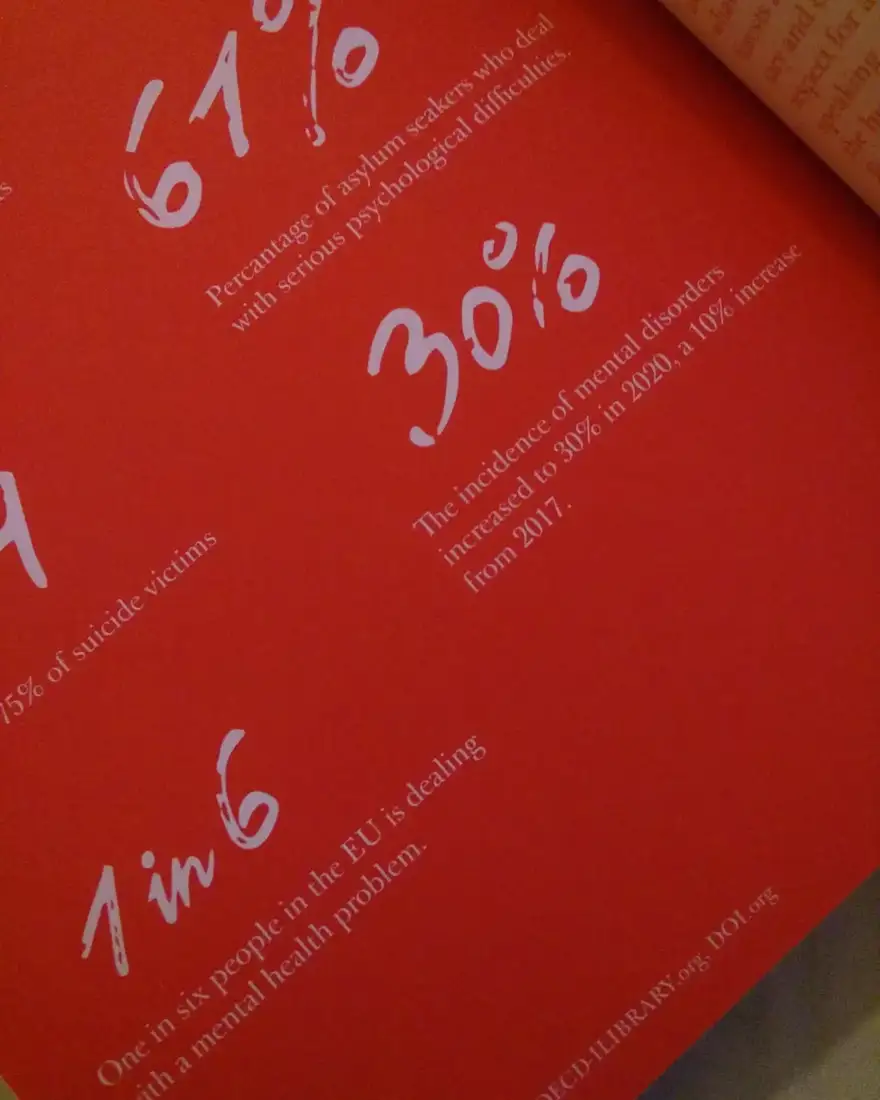 61%
Percantage of asylum seakers who deal
with serious psychological difficulties.
30%
The incidence of mental disorders
increased to 30% in 2020, a 10% increase
from 2017.
75% of suicide victims
1 in 6
One in six people in the EU is dealing
with a mental health problem.
OECD-ILIBRARY.org, DOI.org